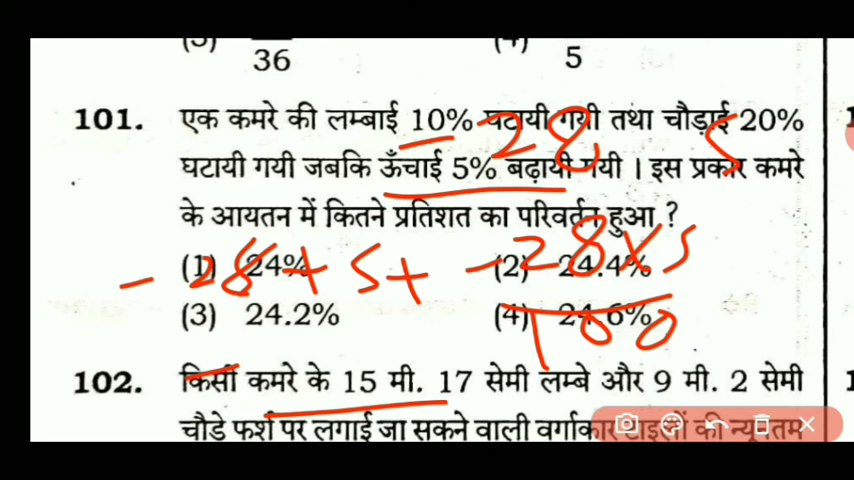 (3) 36 (4) 5
101. एक कमरे की लम्बाई 10% घटायी गयी तथा चौड़ाई 20%
घटायी गयी जबकि ऊँचाई 5% बढ़ायी गयी । इस प्रकार कमरे
के आयतन में कितने प्रतिशत का परिवर्तन हुआ ?
(1) 24% (2) 24.4%
(3) 24.2% (4) 24.6%
102. किसी कमरे के 15 मी. 17 सेमी लम्बे और 9 मी. 2 सेमी
चौडे फर्श पर लगाई जा सकने वाली वर्गाकार टाइलों की न्यूनतम
- 28 5
- 28 + 5 + - 28 x 5
100